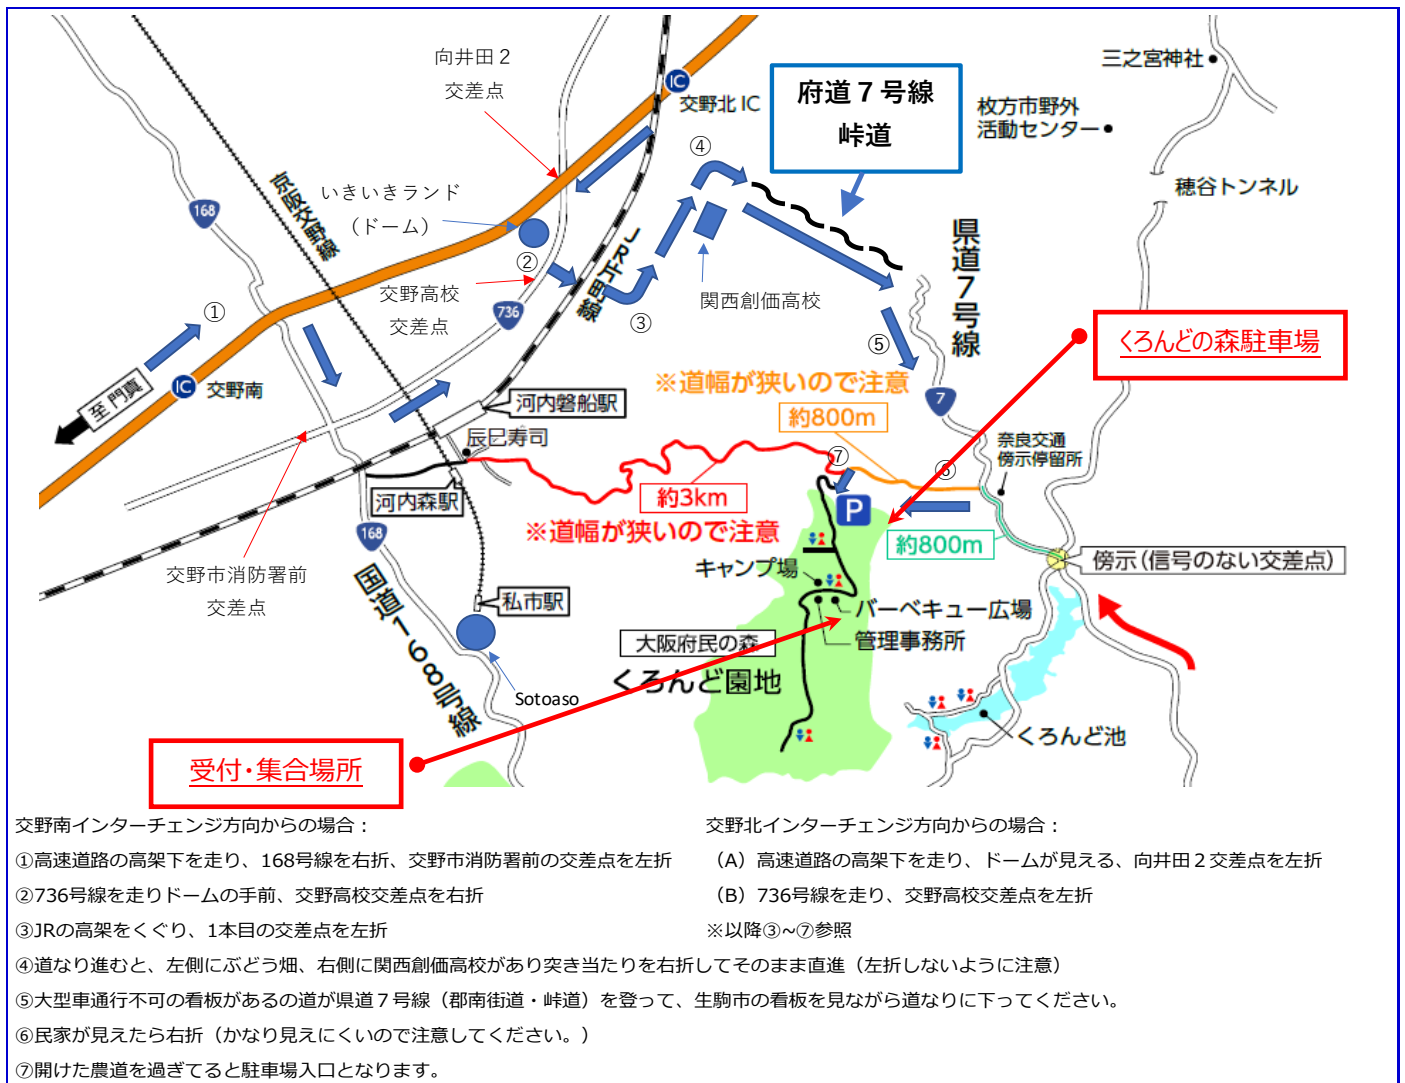 向井田２
交差点
三之宮神社
IC
交野北 IC
府道７号線
峠道
枚方市野外
活動センター
④
①
168
京阪交野線
いきいきランド
（ドーム）
穂谷トンネル
②
JR片町線
県道7号線
交野高校
交差点
736
③
関西創価高校
⑤
くろんどの森駐車場
至 門真
IC
交野南
※道幅が狭いので注意
7
約800m
河内磐船駅
辰巳寿司
奈良交通
傍示停留所
⑦
⑥
河内森駅
約3km
P
※道幅が狭いので注意
約800m
168
傍示（信号のない交差点）
交野市消防署前
交差点
キャンプ場
国道168号線
私市駅
バーベキュー広場
大阪府民の森
管理事務所
くろんど園地
Sotoaso
くろんど池
受付・集合場所
交野南インターチェンジ方向からの場合：
①高速道路の高架下を走り、168号線を右折、交野市消防署前の交差点を左折
②736号線を走りドームの手前、交野高校交差点を右折
③JRの高架をくぐり、1本目の交差点を左折
交野北インターチェンジ方向からの場合：
（A）高速道路の高架下を走り、ドームが見える、向井田２交差点を左折
（B）736号線を走り、交野高校交差点を左折
※以降③~⑦参照
④道なり進むと、左側にぶどう畑、右側に関西創価高校があり突き当たりを右折してそのまま直進（左折しないように注意）
⑤大型車通行不可の看板があるの道が県道７号線（郡南街道・峠道）を登って、生駒市の看板を見ながら道なりに下ってください。
⑥民家が見えたら右折（かなり見えにくいので注意してください。）
⑦開けた農道を過ぎてると駐車場入口となります。